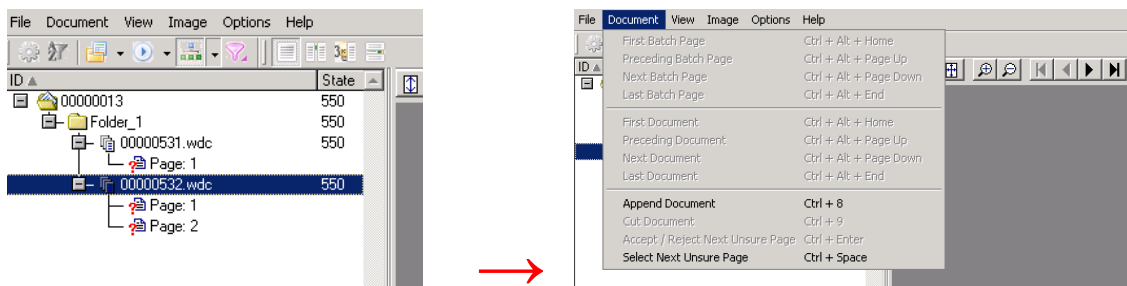 File Document View Image Options Help
ID State
00000013 550
Folder_1 550
00000531.wdc 550
Page: 1
00000532.wdc 550
Page: 1
Page: 2
File Document View Image Options Help
ID
First Batch Page Ctrl + Alt + Home
Preceding Batch Page Ctrl + Alt + Page Up
Next Batch Page Ctrl + Alt + Page Down
Last Batch Page Ctrl + Alt + End
First Document Ctrl + Alt + Home
Preceding Document Ctrl + Alt + Page Up
Next Document Ctrl + Alt + Page Down
Last Document Ctrl + Alt + End
Append Document Ctrl + 8
Cut Document Ctrl + 9
Accept / Reject Next Unsure Page Ctrl + Enter
Select Next Unsure Page Ctrl + Space